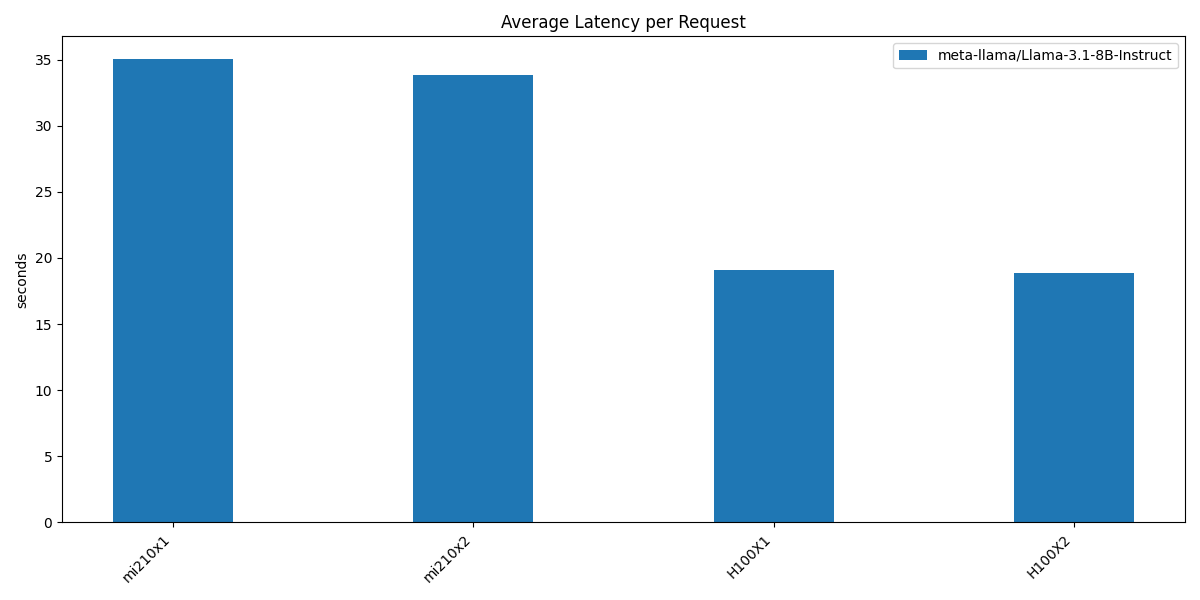 Average Latency per Request
meta-llama/Llama-3.1-8B-Instruct
35
30
25
20
15
10
5
0
seconds
mi210x1
mi210x2
H100X1
H100X2